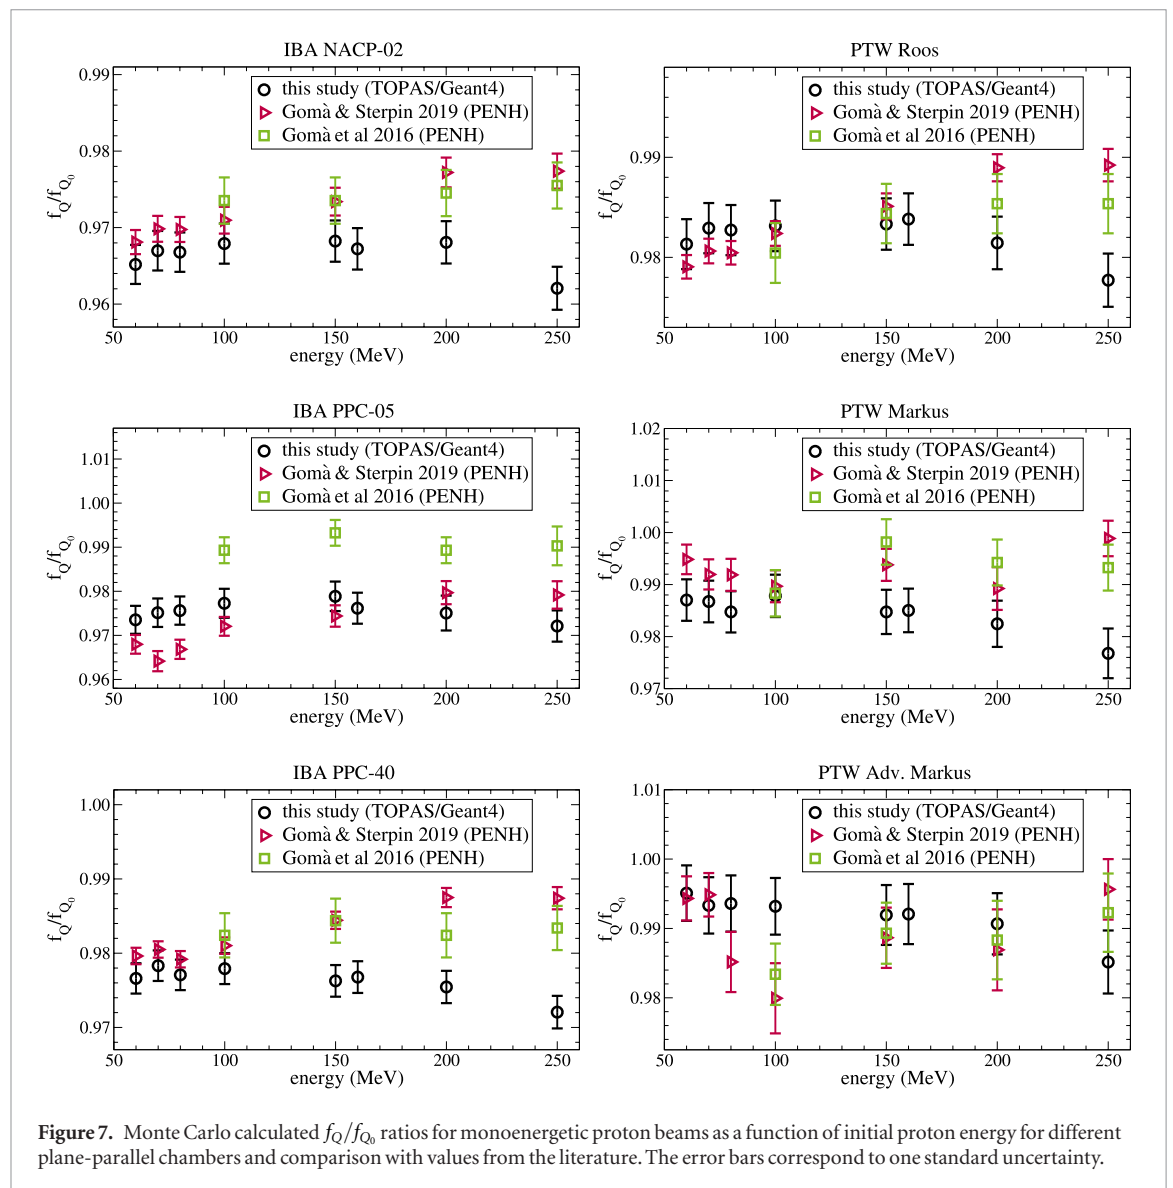 IBA NACP-02
0.99
0.98
0.97
0.96
f_Q/f_Q₀
this study (TOPAS/Geant4)
Gomà & Sterpin 2019 (PENH)
Gomà et al 2016 (PENH)
50 100 150 200 250
energy (MeV)
PTW Roos
0.99
0.98
f_Q/f_Q₀
this study (TOPAS/Geant4)
Gomà & Sterpin 2019 (PENH)
Gomà et al 2016 (PENH)
50 100 150 200 250
energy (MeV)
IBA PPC-05
1.01
1.00
0.99
0.98
0.97
0.96
f_Q/f_Q₀
this study (TOPAS/Geant4)
Gomà & Sterpin 2019 (PENH)
Gomà et al 2016 (PENH)
50 100 150 200 250
energy (MeV)
PTW Markus
1.02
1.01
1.00
0.99
0.98
0.97
f_Q/f_Q₀
this study (TOPAS/Geant4)
Gomà & Sterpin 2019 (PENH)
Gomà et al 2016 (PENH)
50 100 150 200 250
energy (MeV)
IBA PPC-40
1.00
0.99
0.98
0.97
f_Q/f_Q₀
this study (TOPAS/Geant4)
Gomà & Sterpin 2019 (PENH)
Gomà et al 2016 (PENH)
50 100 150 200 250
energy (MeV)
PTW Adv. Markus
1.01
1.00
0.99
0.98
f_Q/f_Q₀
this study (TOPAS/Geant4)
Gomà & Sterpin 2019 (PENH)
Gomà et al 2016 (PENH)
50 100 150 200 250
energy (MeV)
Figure 7. Monte Carlo calculated f_Q/f_Q₀ ratios for monoenergetic proton beams as a function of initial proton energy for different
plane-parallel chambers and comparison with values from the literature. The error bars correspond to one standard uncertainty.